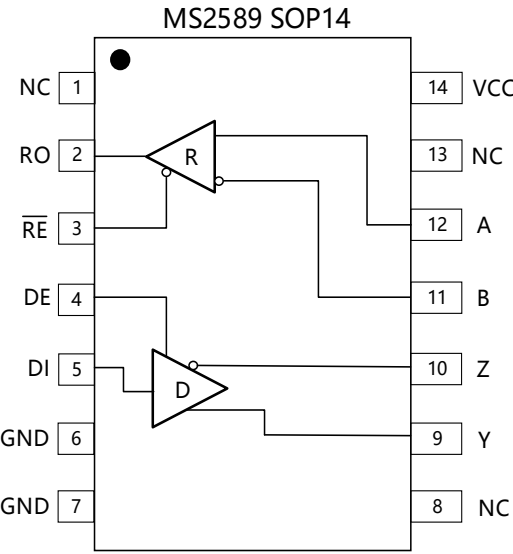 MS2589 SOP14
NC 1 14 VCC
RO 2 R 13 NC
RE 3 12 A
DE 4 11 B
DI 5 D 10 Z
GND 6 9 Y
GND 7 8 NC